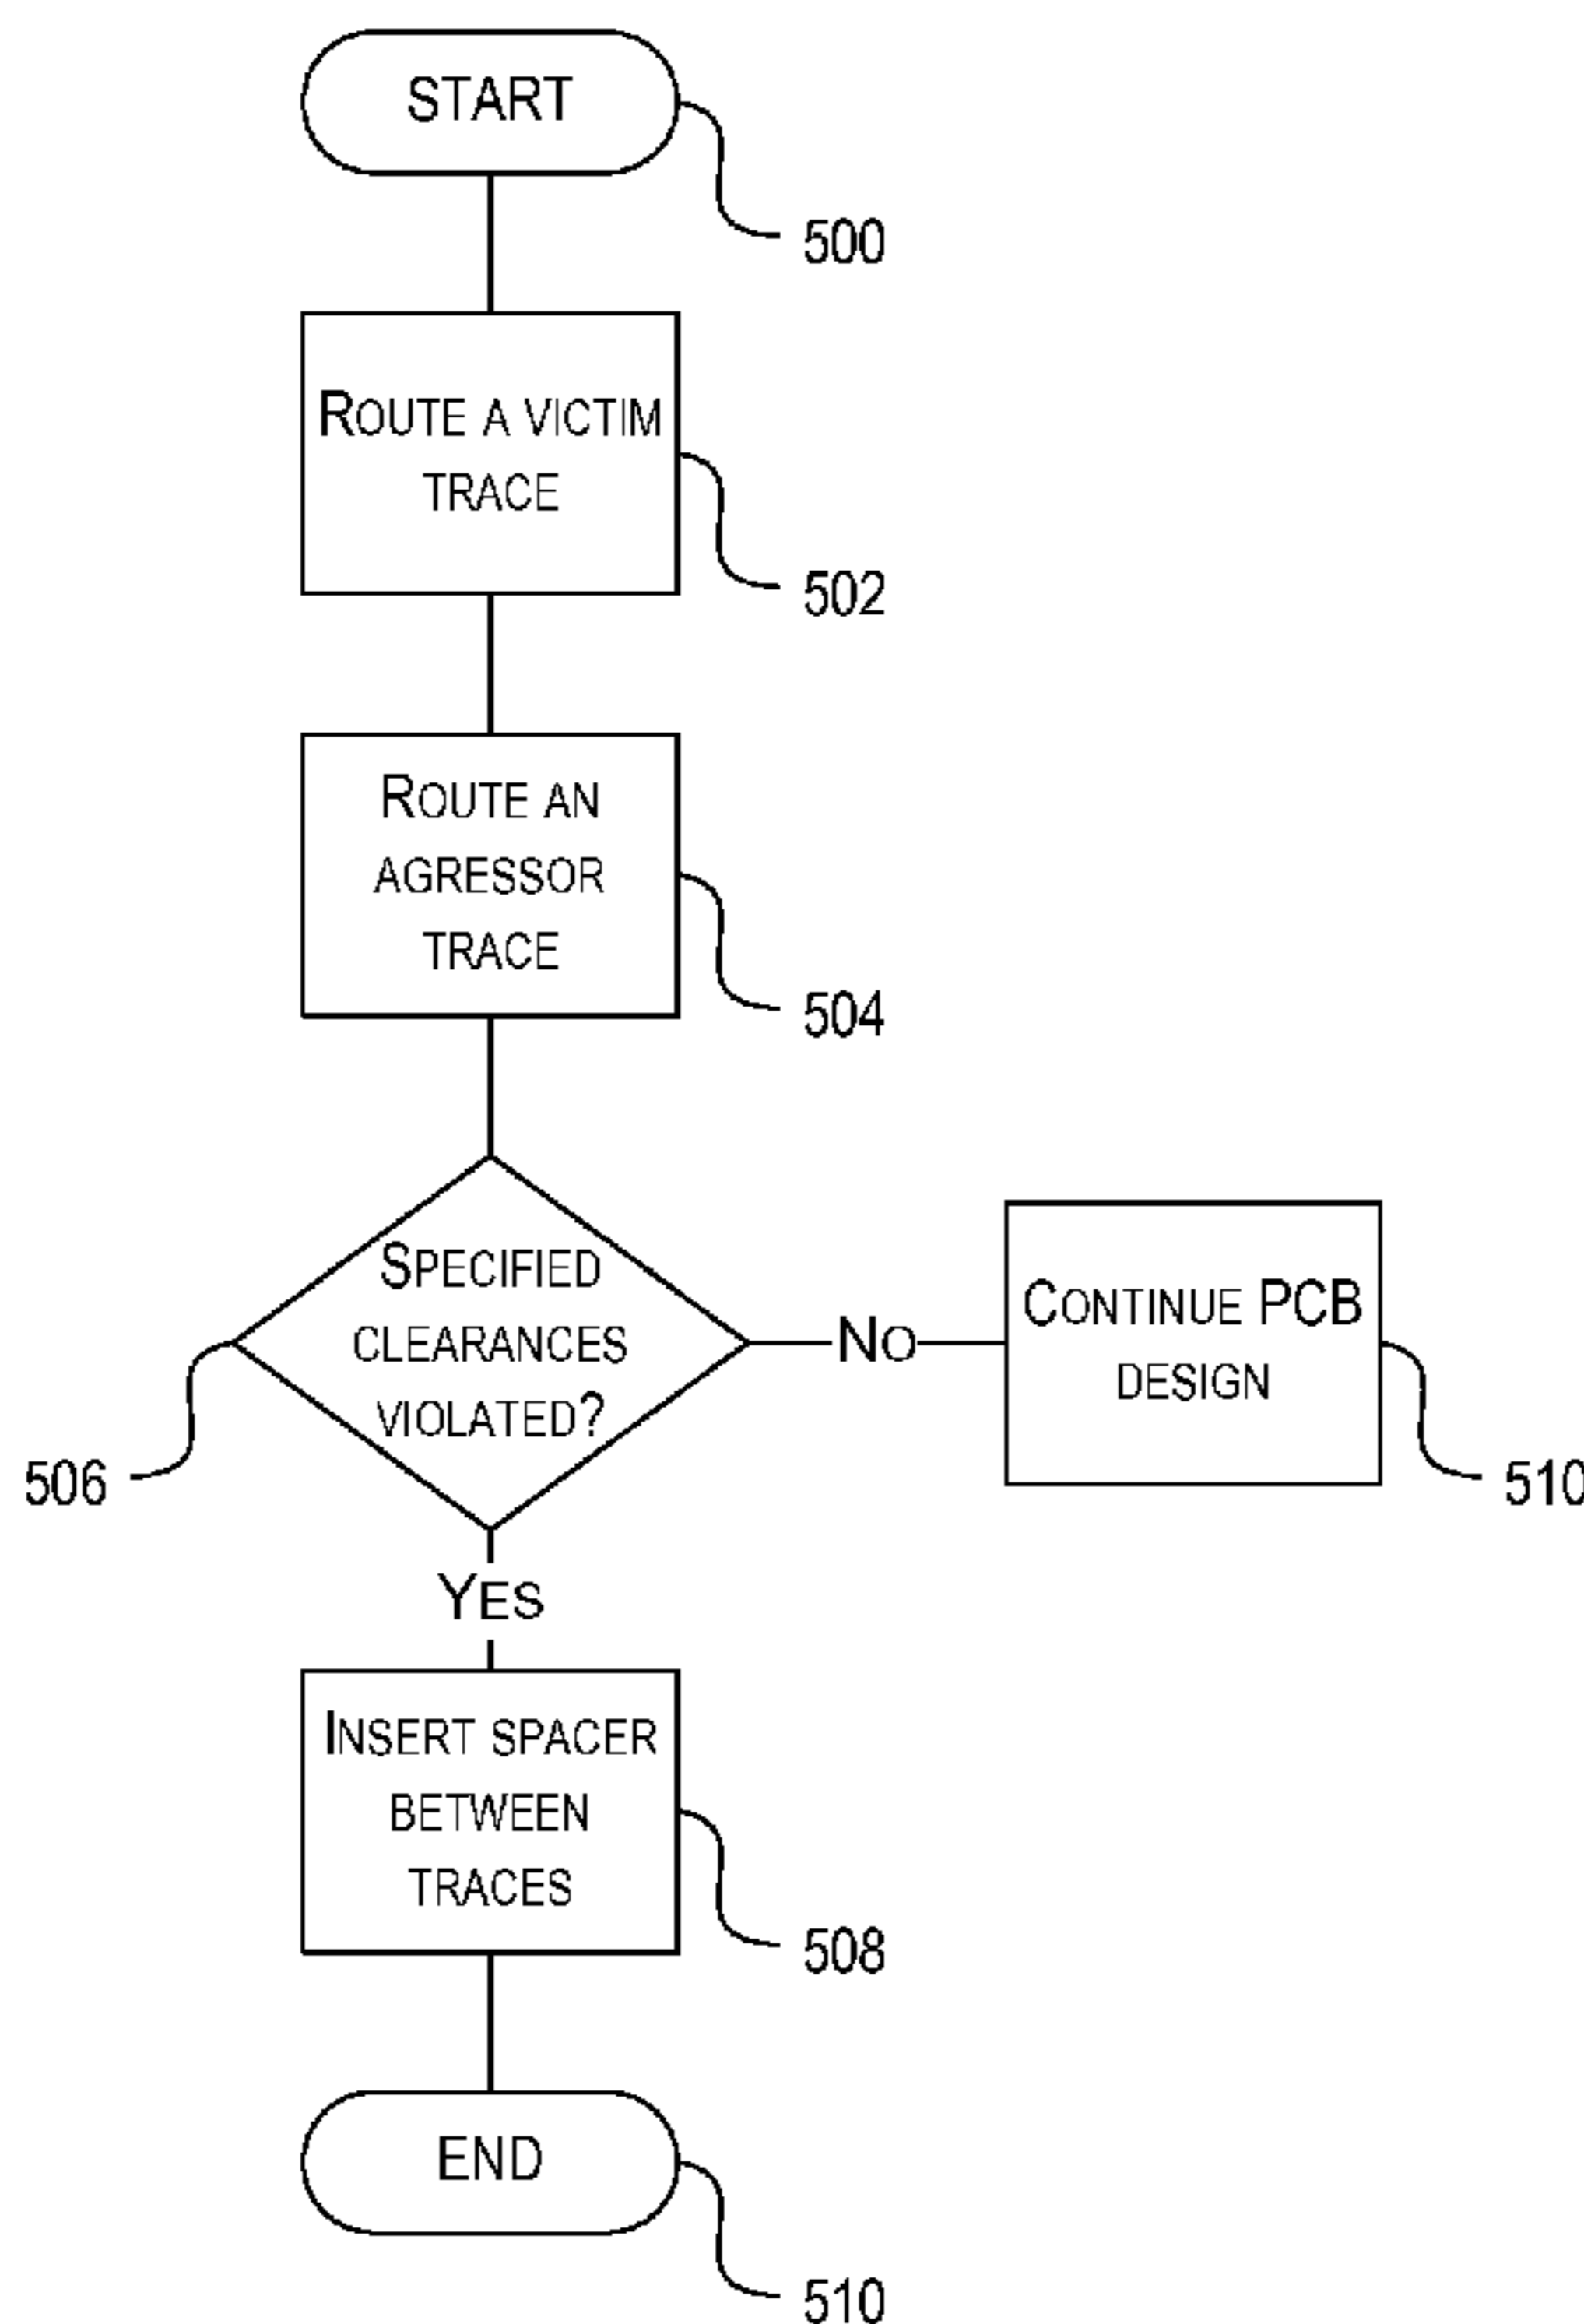 START
500
ROUTE A VICTIM
TRACE
502
ROUTE AN
AGRESSOR
TRACE
504
SPECIFIED
CLEARANCES
VIOLATED?
506
NO
CONTINUE PCB
DESIGN
510
YES
INSERT SPACER
BETWEEN
TRACES
508
END
510